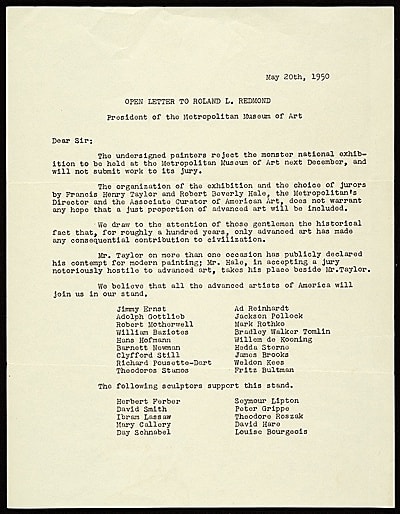 May 20th, 1950
OPEN LETTER TO ROLAND L. REDMOND
President of the Metropolitan Museum of Art
Dear Sir:
The undersigned painters reject the monster national exhib-
ition to be held at the Metropolitan Museum of Art next December, and
will not submit work to its jury.
The organization of the exhibition and the choice of jurors
by Francis Henry Taylor and Robert Beverly Hale, the Metropolitan's
Director and the Associate Curator of American Art, does not warrant
any hope that a just proportion of advanced art will be included.
We draw to the attention of those gentlemen the historical
fact that, for roughly a hundred years, only advanced art has made
any consequential contribution to civilization.
Mr. Taylor on more than one occasion has publicly declared
his contempt for modern painting; Mr. Hale, in accepting a jury
notoriously hostile to advanced art, takes his place beside Mr.Taylor.
We believe that all the advanced artists of America will
join us in our stand.
Jimmy Ernst Ad Reinhardt
Adolph Gottlieb Jackson Pollock
Robert Motherwell Mark Rothko
William Baziotes Bradley Walker Tomlin
Hans Hofmann Willem de Kooning
Barnett Newman Hedda Sterne
Clyfford Still James Brooks
Richard Pousette-Dart Weldon Kees
Theodoros Stamos Fritz Bultman
The following sculptors support this stand.
Herbert Ferber Seymour Lipton
David Smith Peter Grippe
Ibram Lassaw Theodore Roszak
Mary Callery David Hare
Day Schnabel Louise Bourgeois